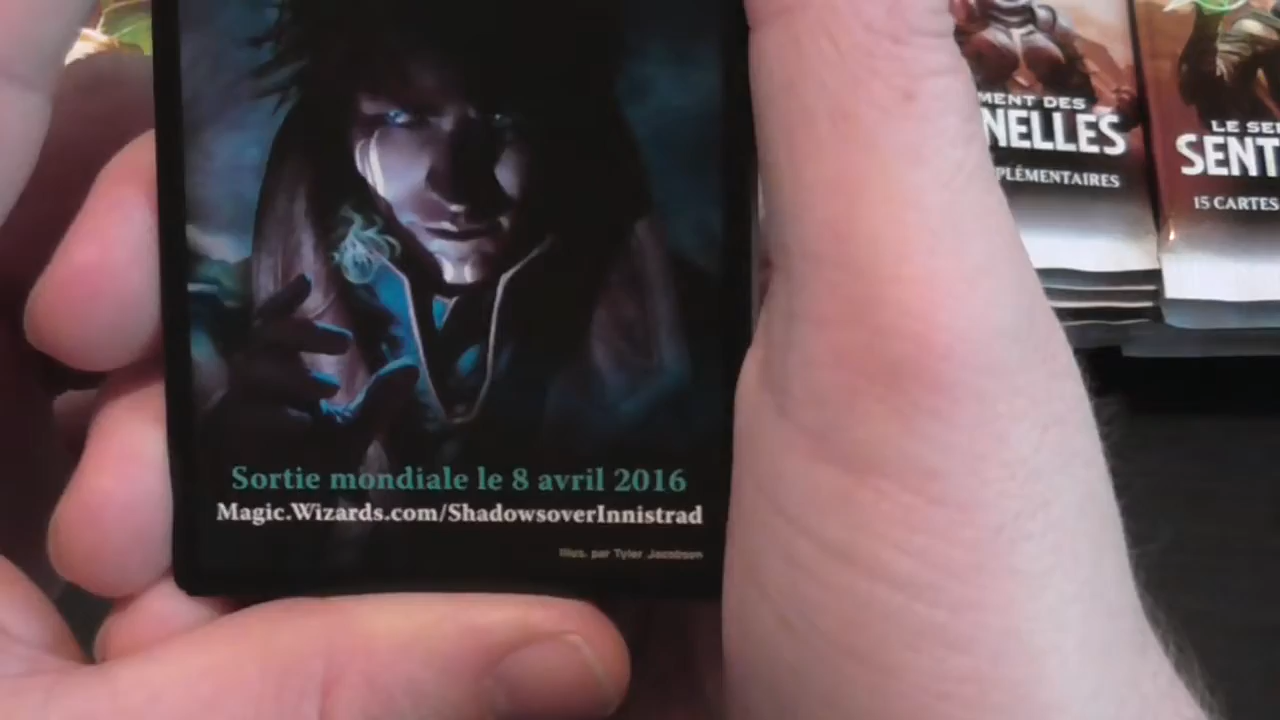 MENT DES
NELLES
PLÉMENTAIRES
LE SE
SENT
15 CARTES
Sortie mondiale le 8 avril 2016
Magic.Wizards.com/ShadowsoverInnistrad
Illus. par Tyler Jacobson